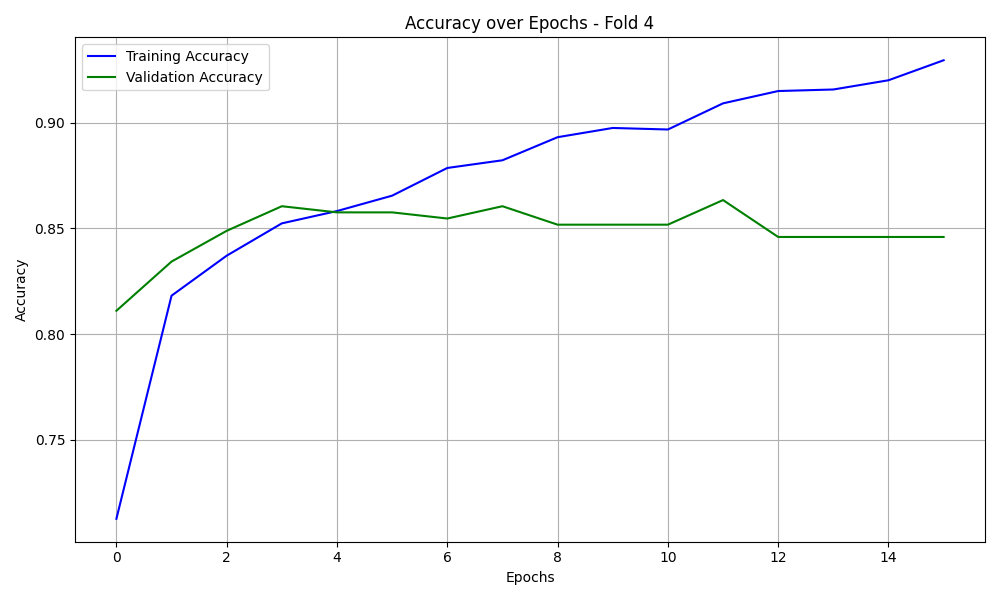 Accuracy over Epochs - Fold 4
Training Accuracy
Validation Accuracy
0.90
0.85
0.80
0.75
Accuracy
0 2 4 6 8 10 12 14
Epochs